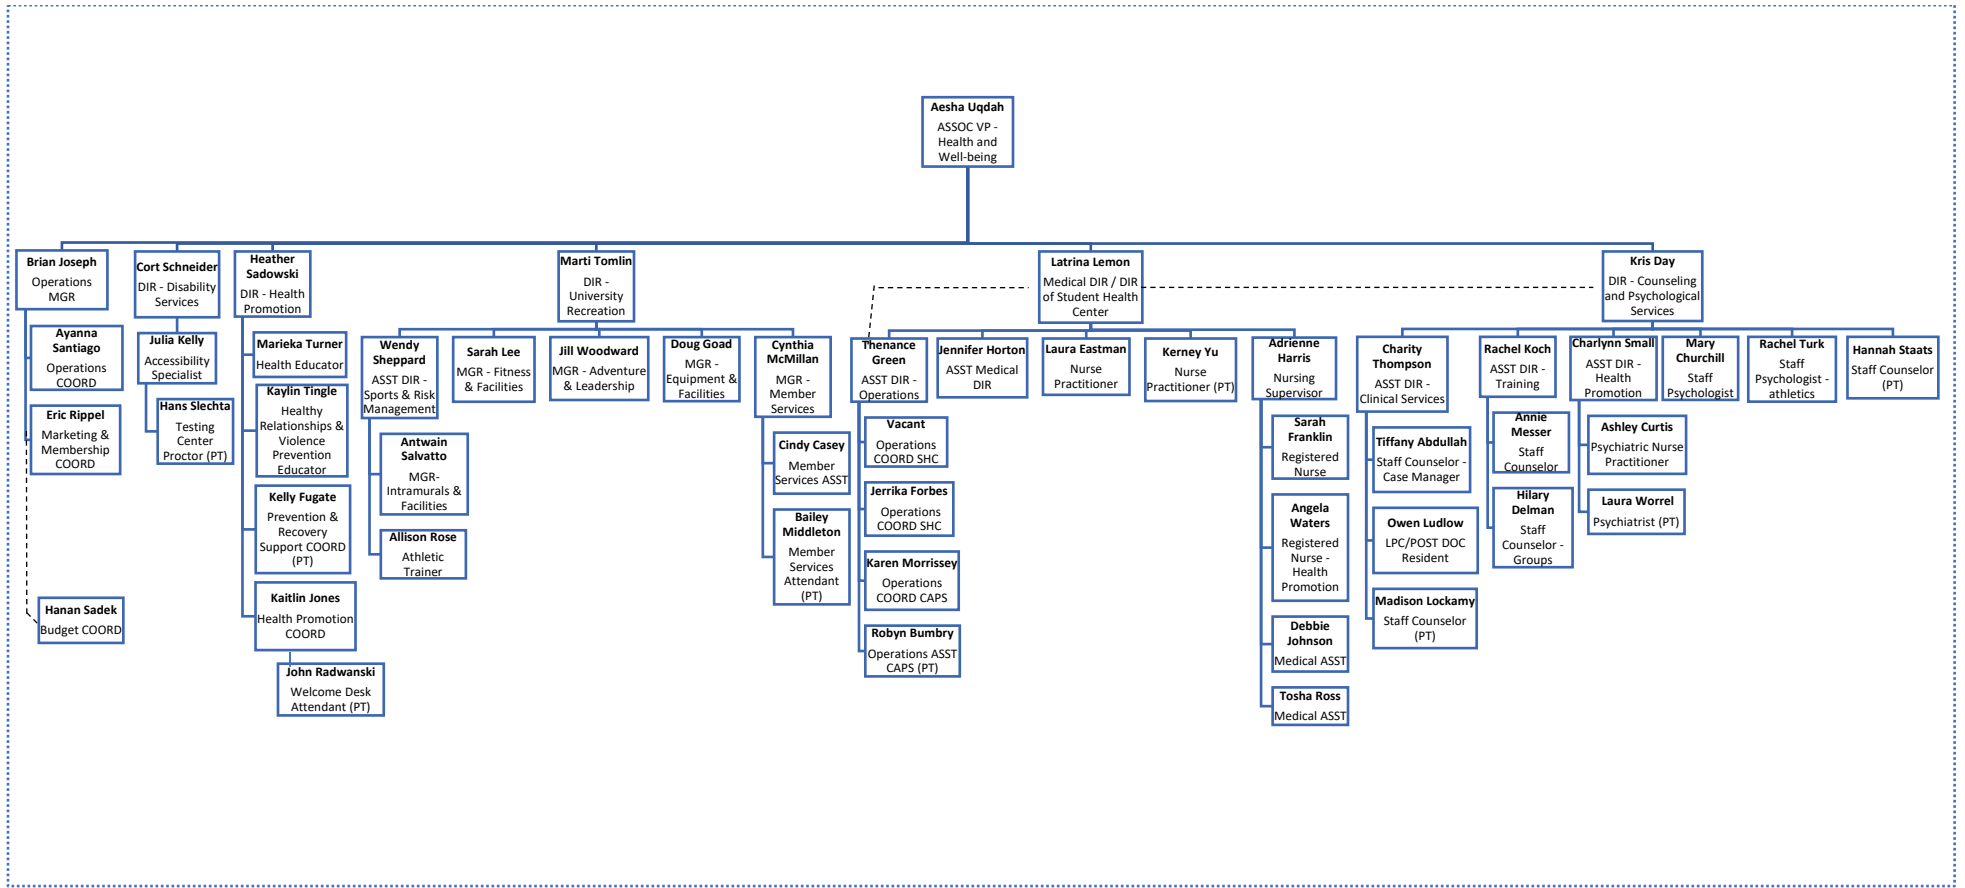 Aesha Uqdah
ASSOC VP -
Health and
Well-being
Brian Joseph
Operations
MGR
Ayanna
Santiago
Operations
COORD
Eric Rippel
Marketing &
Membership
COORD
Hanan Sadek
Budget COORD
Cort Schneider
DIR - Disability
Services
Julia Kelly
Accessibility
Specialist
Hans Slechta
Testing
Center
Proctor (PT)
Heather
Sadowski
DIR - Health
Promotion
Marieka Turner
Health Educator
Kaylin Tingle
Healthy
Relationships &
Violence
Prevention
Educator
Kelly Fugate
Prevention &
Recovery
Support COORD
(PT)
Kaitlin Jones
Health Promotion
COORD
John Radwanski
Welcome Desk
Attendant (PT)
Marti Tomlin
DIR -
University
Recreation
Wendy
Sheppard
ASST DIR -
Sports & Risk
Management
Antwain
Salvatto
MGR-
Intramurals &
Facilities
Allison Rose
Athletic
Trainer
Sarah Lee
MGR - Fitness
& Facilities
Jill Woodward
MGR - Adventure
& Leadership
Doug Goad
MGR -
Equipment &
Facilities
Cynthia
McMillan
MGR -
Member
Services
Cindy Casey
Member
Services ASST
Bailey
Middleton
Member
Services
Attendant
(PT)
Latrina Lemon
Medical DIR / DIR
of Student Health
Center
Thenance
Green
ASST DIR -
Operations
Vacant
Operations
COORD SHC
Jerrika Forbes
Operations
COORD SHC
Karen Morrissey
Operations
COORD CAPS
Robyn Bumbry
Operations ASST
CAPS (PT)
Jennifer Horton
ASST Medical
DIR
Laura Eastman
Nurse
Practitioner
Kerney Yu
Nurse
Practitioner (PT)
Adrienne
Harris
Nursing
Supervisor
Sarah
Franklin
Registered
Nurse
Angela
Waters
Registered
Nurse -
Health
Promotion
Debbie
Johnson
Medical ASST
Tosha Ross
Medical ASST
Kris Day
DIR - Counseling
and Psychological
Services
Charity
Thompson
ASST DIR -
Clinical Services
Tiffany Abdullah
Staff Counselor -
Case Manager
Owen Ludlow
LPC/POST DOC
Resident
Madison Lockamy
Staff Counselor
(PT)
Rachel Koch
ASST DIR -
Training
Annie
Messer
Staff
Counselor
Hilary
Delman
Staff
Counselor -
Groups
Charlynn Small
ASST DIR -
Health
Promotion
Ashley Curtis
Psychiatric Nurse
Practitioner
Laura Worrel
Psychiatrist (PT)
Mary
Churchill
Staff
Psychologist
Rachel Turk
Staff
Psychologist -
athletics
Hannah Staats
Staff Counselor
(PT)